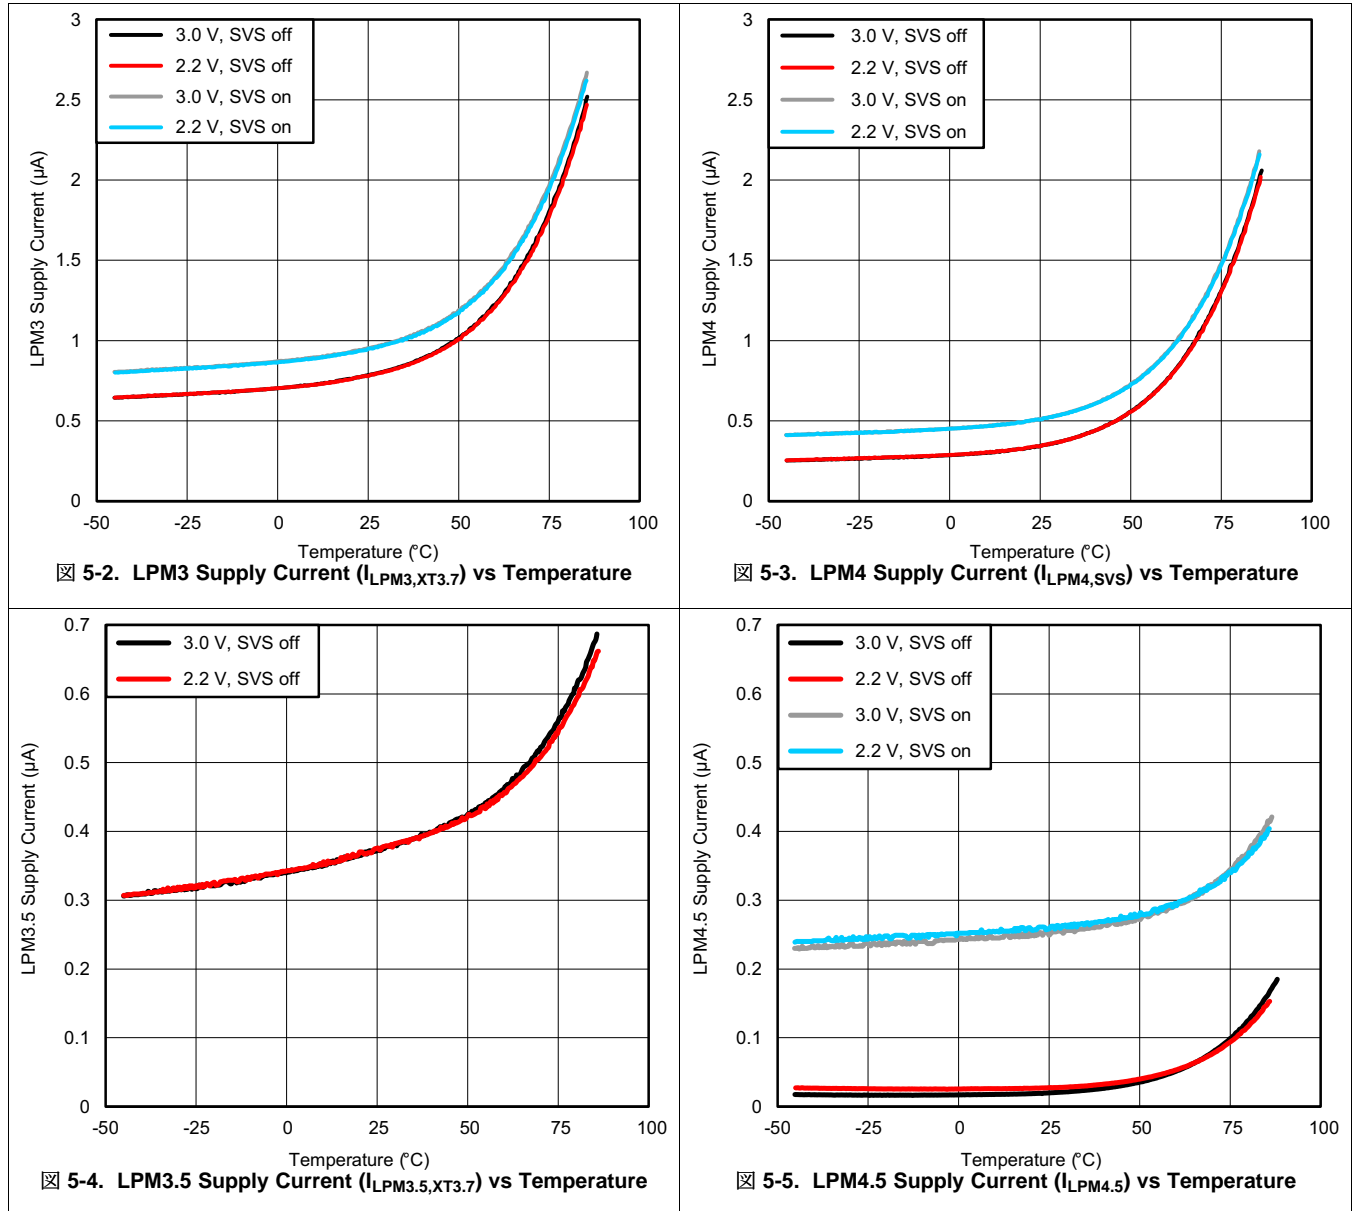 3
2.5
2
1.5
1
0.5
0
-50
-25
0
25
50
75
100
LPM3 Supply Current (µA)
3.0 V, SVS off
2.2 V, SVS off
3.0 V, SVS on
2.2 V, SVS on
Temperature (°C)
図 5-2. LPM3 Supply Current (ILPM3,XT3.7) vs Temperature
3
2.5
2
1.5
1
0.5
0
-50
-25
0
25
50
75
100
LPM4 Supply Current (µA)
3.0 V, SVS off
2.2 V, SVS off
3.0 V, SVS on
2.2 V, SVS on
Temperature (°C)
図 5-3. LPM4 Supply Current (ILPM4,SVS) vs Temperature
0.7
0.6
0.5
0.4
0.3
0.2
0.1
0
-50
-25
0
25
50
75
100
LPM3.5 Supply Current (µA)
3.0 V, SVS off
2.2 V, SVS off
Temperature (°C)
図 5-4. LPM3.5 Supply Current (ILPM3.5,XT3.7) vs Temperature
0.7
0.6
0.5
0.4
0.3
0.2
0.1
0
-50
-25
0
25
50
75
100
LPM4.5 Supply Current (µA)
3.0 V, SVS off
2.2 V, SVS off
3.0 V, SVS on
2.2 V, SVS on
Temperature (°C)
図 5-5. LPM4.5 Supply Current (ILPM4.5) vs Temperature